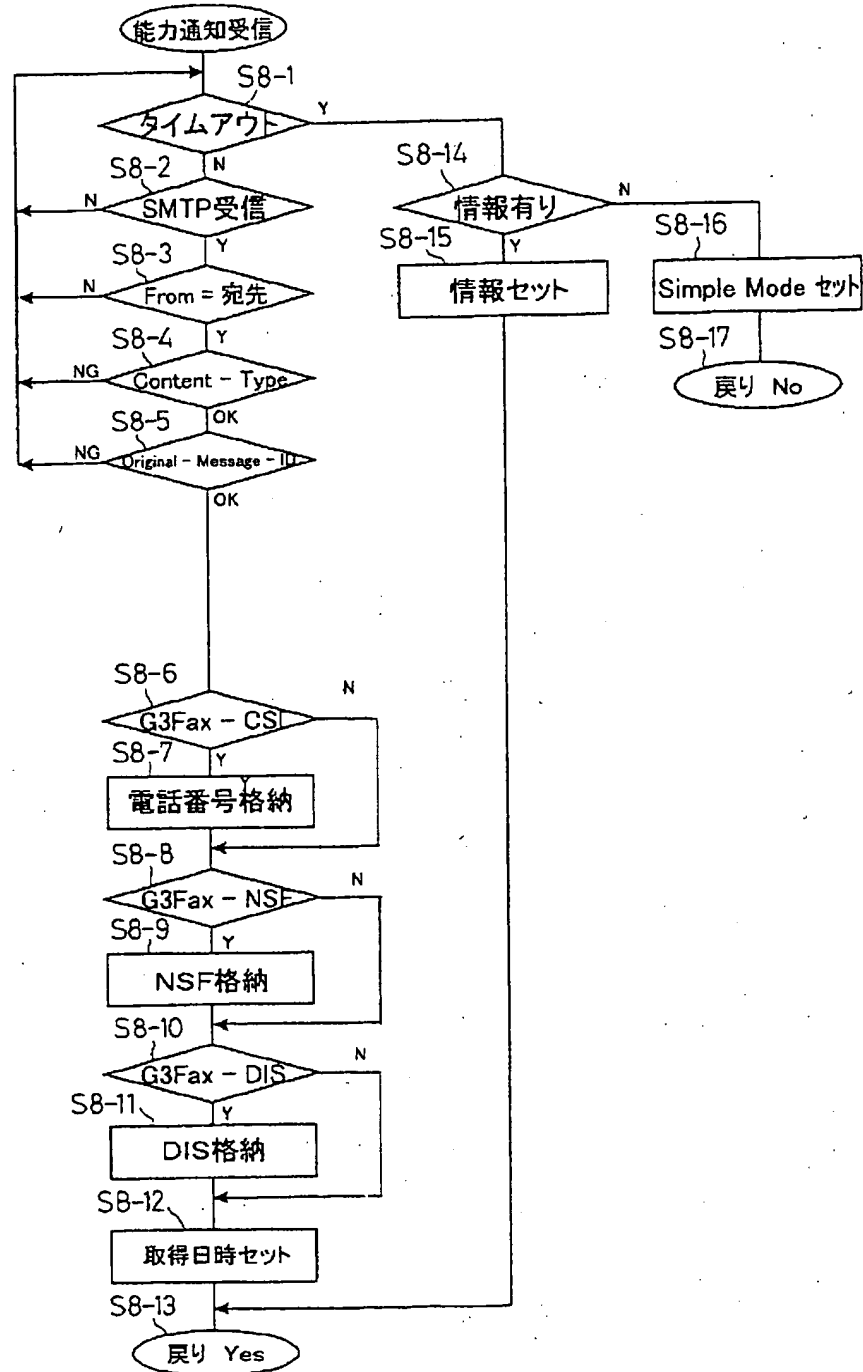 能力通知受信
S8-1
タイムアウト
Y
N
S8-2
SMTP受信
N
Y
S8-3
From = 宛先
N
Y
S8-4
Content - Type
NG
OK
S8-5
Original - Message - ID
NG
OK
S8-6
G3Fax - CSI
N
Y
S8-7
電話番号格納
Y
S8-8
G3Fax - NSF
N
Y
S8-9
NSF格納
S8-10
G3Fax - DIS
N
Y
S8-11
DIS格納
S8-12
取得日時セット
S8-13
戻り Yes
S8-14
情報有り
N
Y
S8-15
情報セット
S8-16
Simple Mode セット
S8-17
戻り No